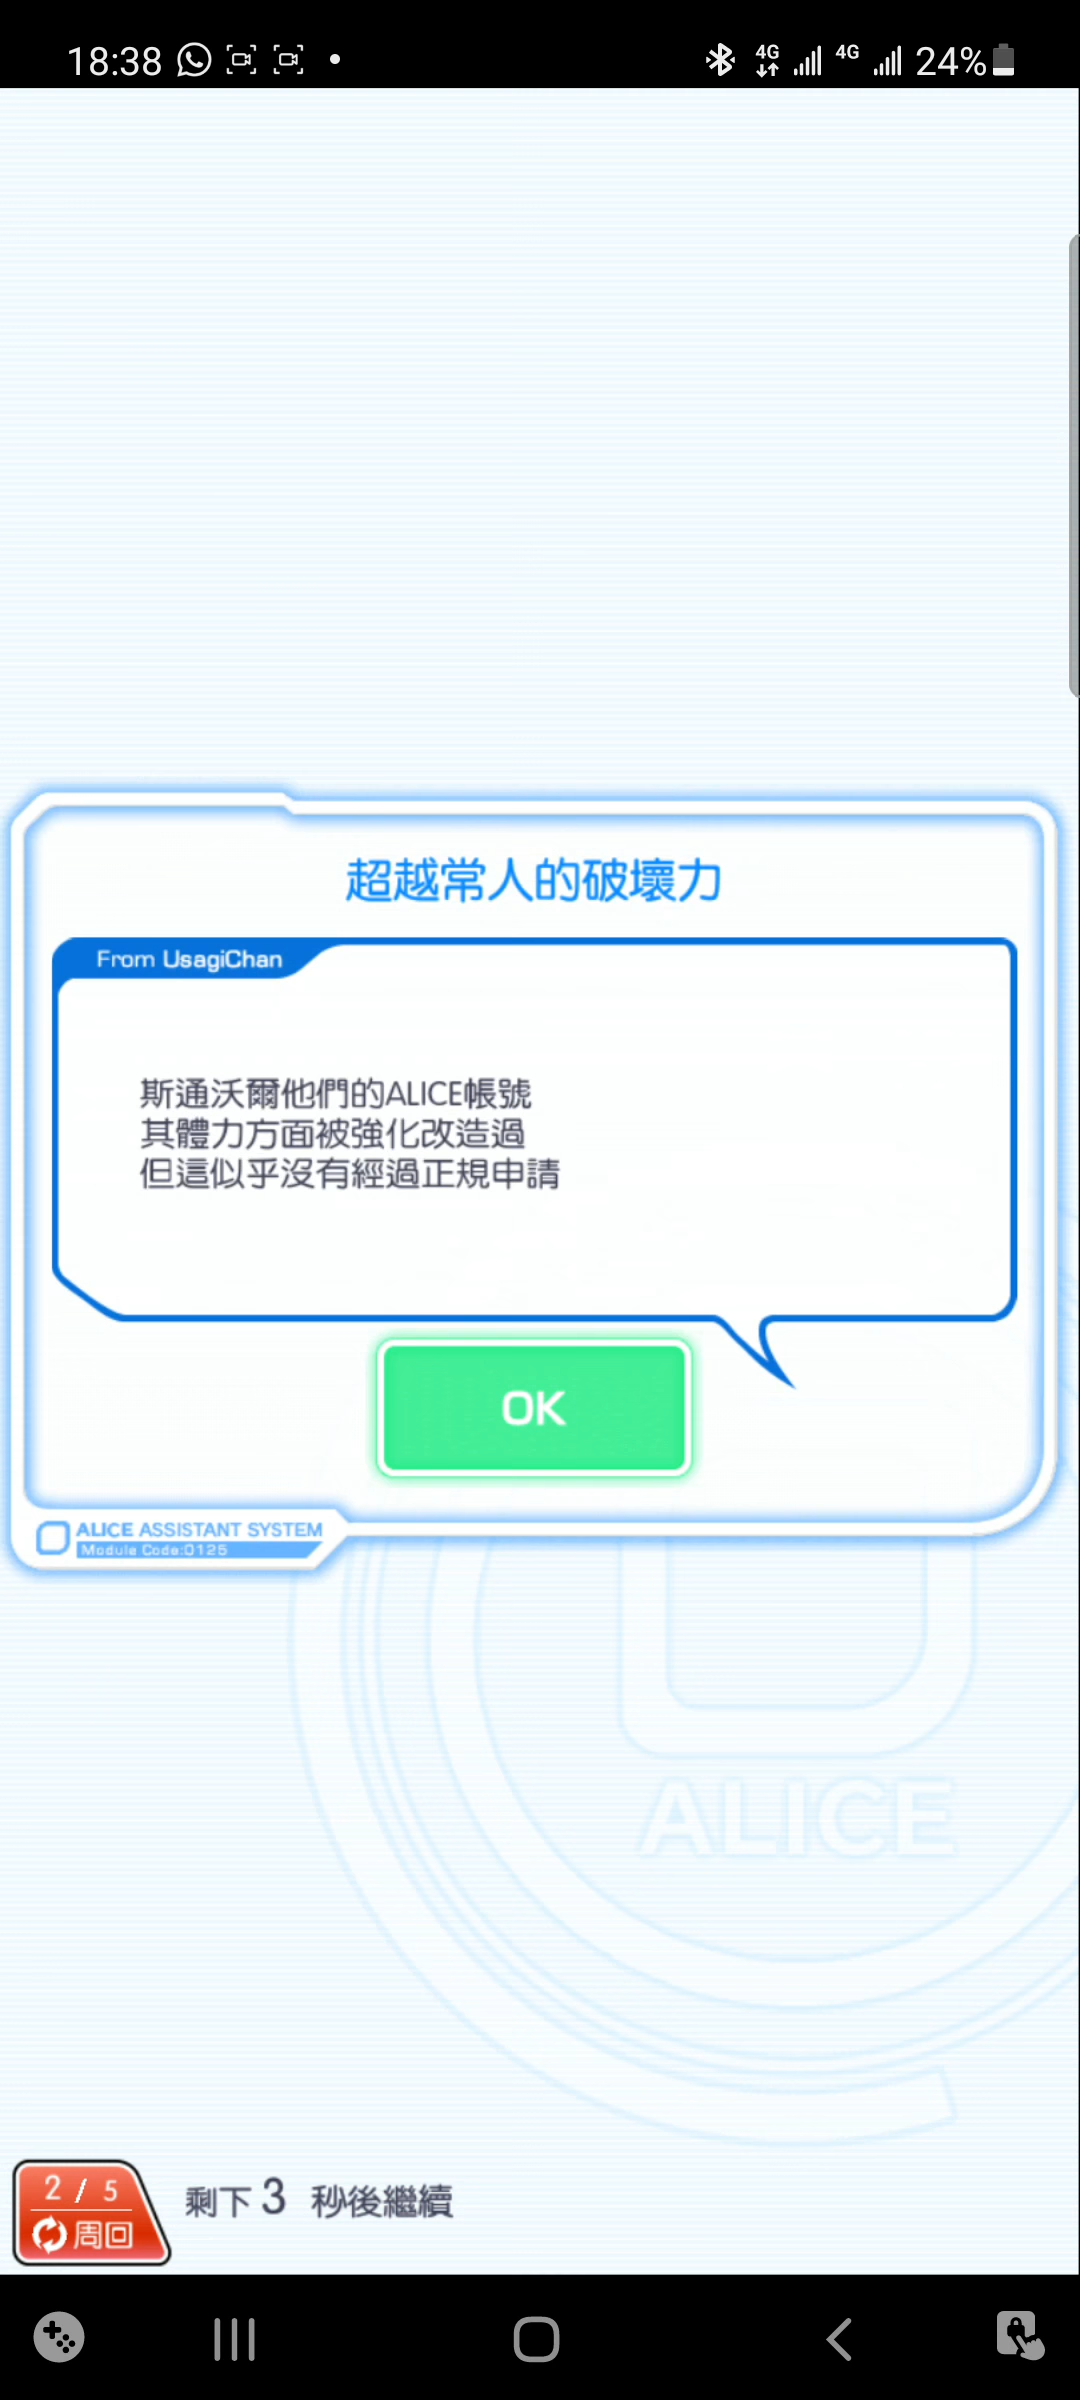 18:38
4G
4G
24%
超越常人的破壞力
From UsagiChan
斯通沃爾他們的ALICE帳號
其體力方面被強化改造過
但這似乎沒有經過正規申請
OK
ALICE ASSISTANT SYSTEM
Module Code:0125
ALICE
2 / 5
周回
剩下 3 秒後繼續